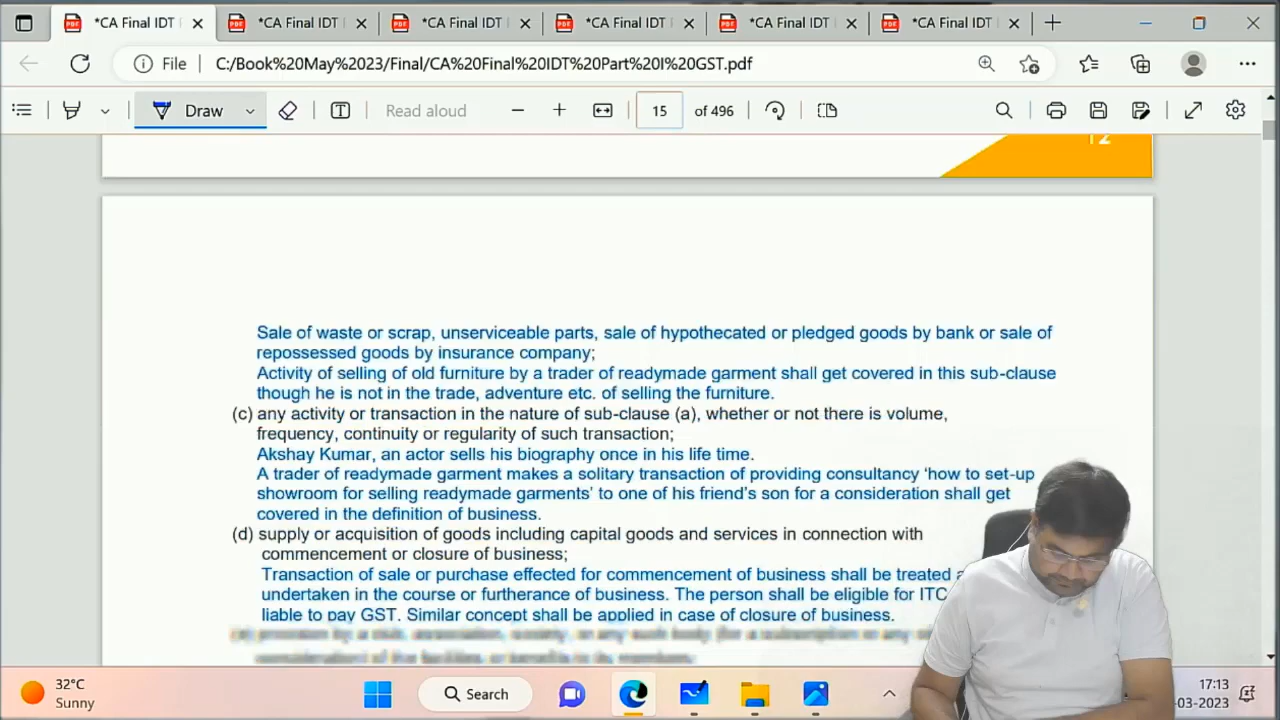 *CA Final IDT
*CA Final IDT
*CA Final IDT
*CA Final IDT
*CA Final IDT
*CA Final IDT
File
C:/Book%20May%202023/Final/CA%20Final%20IDT%20Part%20I%20GST.pdf
Draw
Read aloud
15 of 496
12
Sale of waste or scrap, unserviceable parts, sale of hypothecated or pledged goods by bank or sale of
repossessed goods by insurance company;
Activity of selling of old furniture by a trader of readymade garment shall get covered in this sub-clause
though he is not in the trade, adventure etc. of selling the furniture.
(c) any activity or transaction in the nature of sub-clause (a), whether or not there is volume,
frequency, continuity or regularity of such transaction;
Akshay Kumar, an actor sells his biography once in his life time.
A trader of readymade garment makes a solitary transaction of providing consultancy ‘how to set-up
showroom for selling readymade garments’ to one of his friend’s son for a consideration shall get
covered in the definition of business.
(d) supply or acquisition of goods including capital goods and services in connection with
commencement or closure of business;
Transaction of sale or purchase effected for commencement of business shall be treated
undertaken in the course or furtherance of business. The person shall be eligible for ITC
liable to pay GST. Similar concept shall be applied in case of closure of business.
32°C
Sunny
Search
17:13
-03-2023